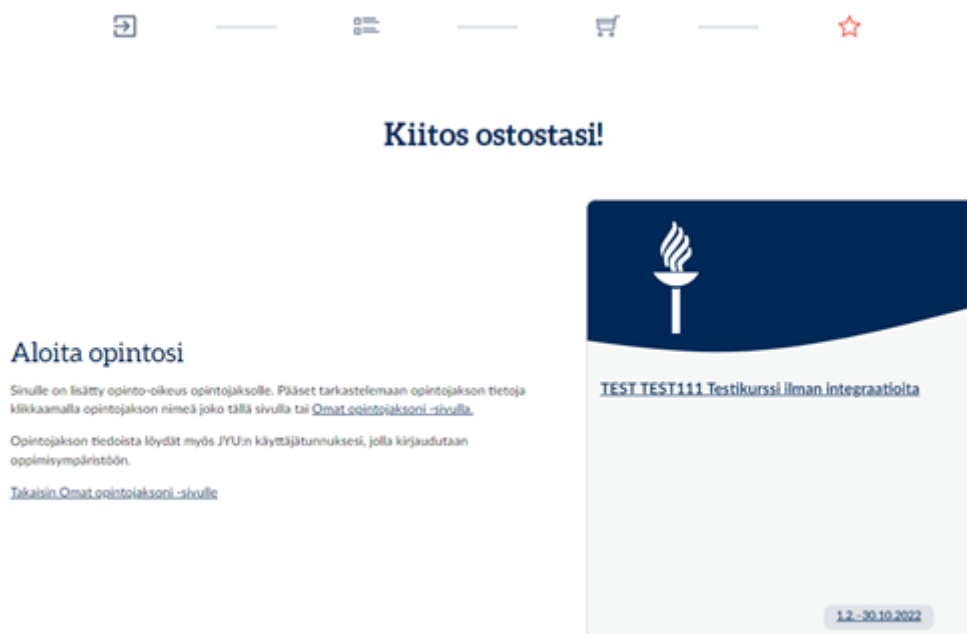 Kiitos ostostasi!
Aloita opintosi
Sinulle on lisätty opinto-oikeus opintojaksolle. Pääset tarkastelemaan opintojakson tietoja
klikkaamalla opintojakson nimeä joko tällä sivulla tai Omat opintojaksoni -sivulla.
Opintojakson tiedoista löydät myös JYU:n käyttäjätunnuksesi, jolla kirjaudutaan
oppimisympäristöön.
Takaisin Omat opintojaksoni -sivulle
TEST TEST111 Testikurssi ilman integraatioita
1.2.-30.10.2022